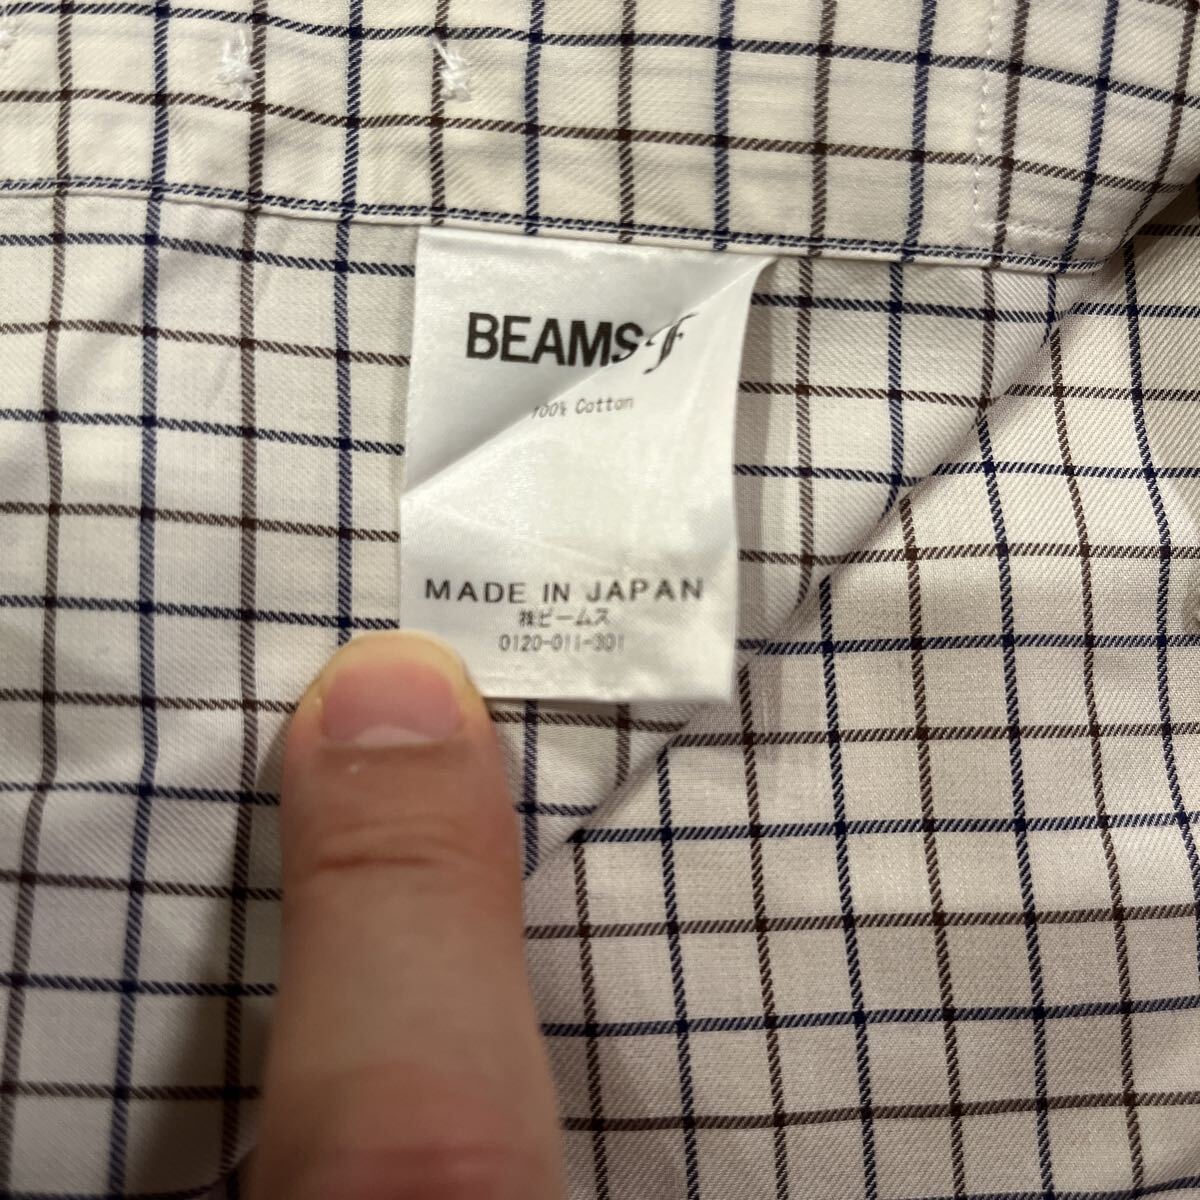 BEAMS F
100% Cotton
MADE IN JAPAN
㈱ビームス
0120-011-301